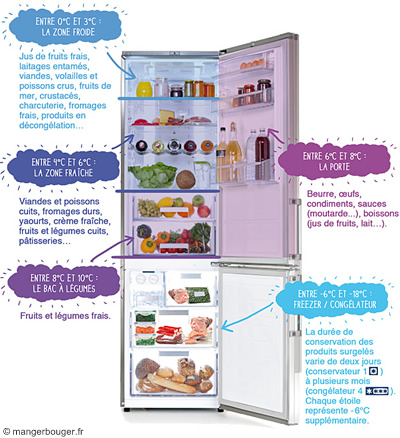 ENTRE 0°C ET 3°C :
LA ZONE FROIDE
Jus de fruits frais,
laitages entamés,
viandes, volailles et
poissons crus, fruits de
mer, crustacés,
charcuterie, fromages
frais, produits en
décongélation...
ENTRE 4°C ET 6°C :
LA ZONE FRAÎCHE
Viandes et poissons
cuits, fromages durs,
yaourts, crème fraîche,
fruits et légumes cuits,
pâtisseries...
ENTRE 8°C ET 10°C :
LE BAC À LÉGUMES
Fruits et légumes frais.
ENTRE 6°C ET 8°C :
LA PORTE
Beurre, œufs,
condiments, sauces
(moutarde...), boissons
(jus de fruits, lait...).
ENTRE -6°C ET -18°C :
FREEZER / CONGÉLATEUR
La durée de
conservation des
produits surgelés
varie de deux jours
(conservateur 1 )
à plusieurs mois
(congélateur 4 ).
Chaque étoile
représente -6°C
supplémentaire.
© mangerbouger.fr